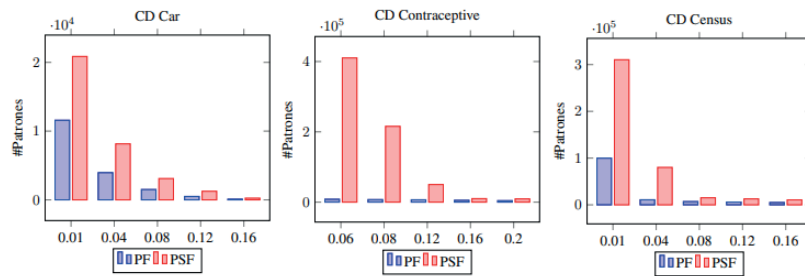 CD Car
·10⁴
#Patrones
2
1
0
0.01 0.04 0.08 0.12 0.16
PF PSF
CD Contraceptive
·10⁵
#Patrones
4
2
0
0.06 0.08 0.12 0.16 0.2
PF PSF
CD Census
·10⁵
#Patrones
3
2
1
0
0.01 0.04 0.08 0.12 0.16
PF PSF